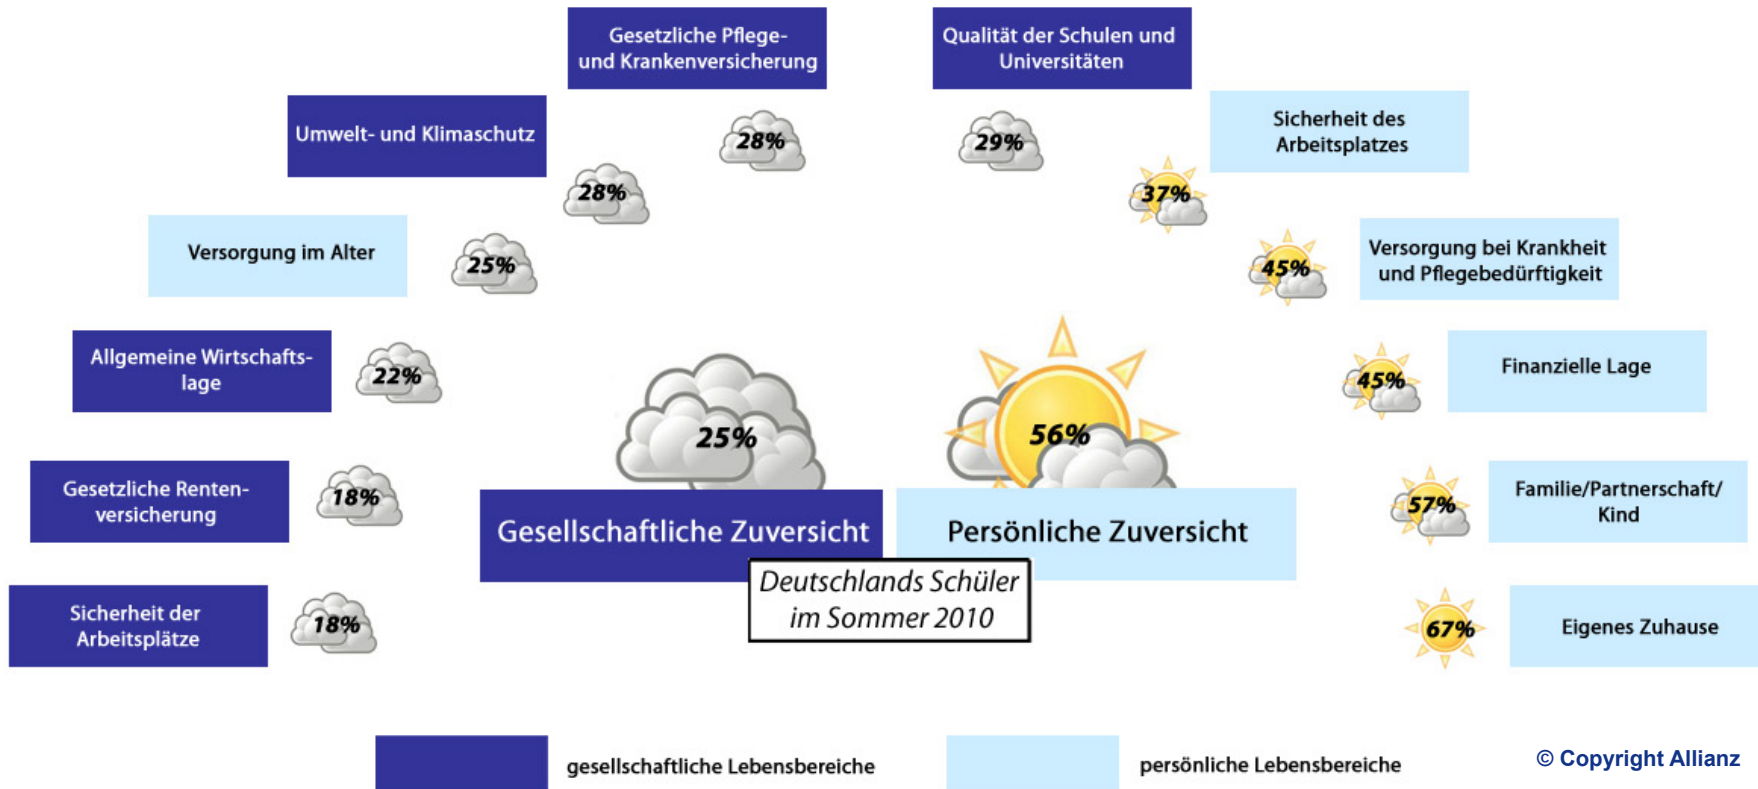 Gesetzliche Pflege-
und Krankenversicherung
28%
Qualität der Schulen und
Universitäten
29%
Umwelt- und Klimaschutz
28%
Sicherheit des
Arbeitsplatzes
37%
Versorgung im Alter
25%
Versorgung bei Krankheit
und Pflegebedürftigkeit
45%
Allgemeine Wirtschafts-
lage
22%
Finanzielle Lage
45%
Gesetzliche Renten-
versicherung
18%
Familie/Partnerschaft/
Kind
57%
Sicherheit der
Arbeitsplätze
18%
Eigenes Zuhause
67%
25%
Gesellschaftliche Zuversicht
56%
Persönliche Zuversicht
Deutschlands Schüler
im Sommer 2010
gesellschaftliche Lebensbereiche
persönliche Lebensbereiche
© Copyright Allianz